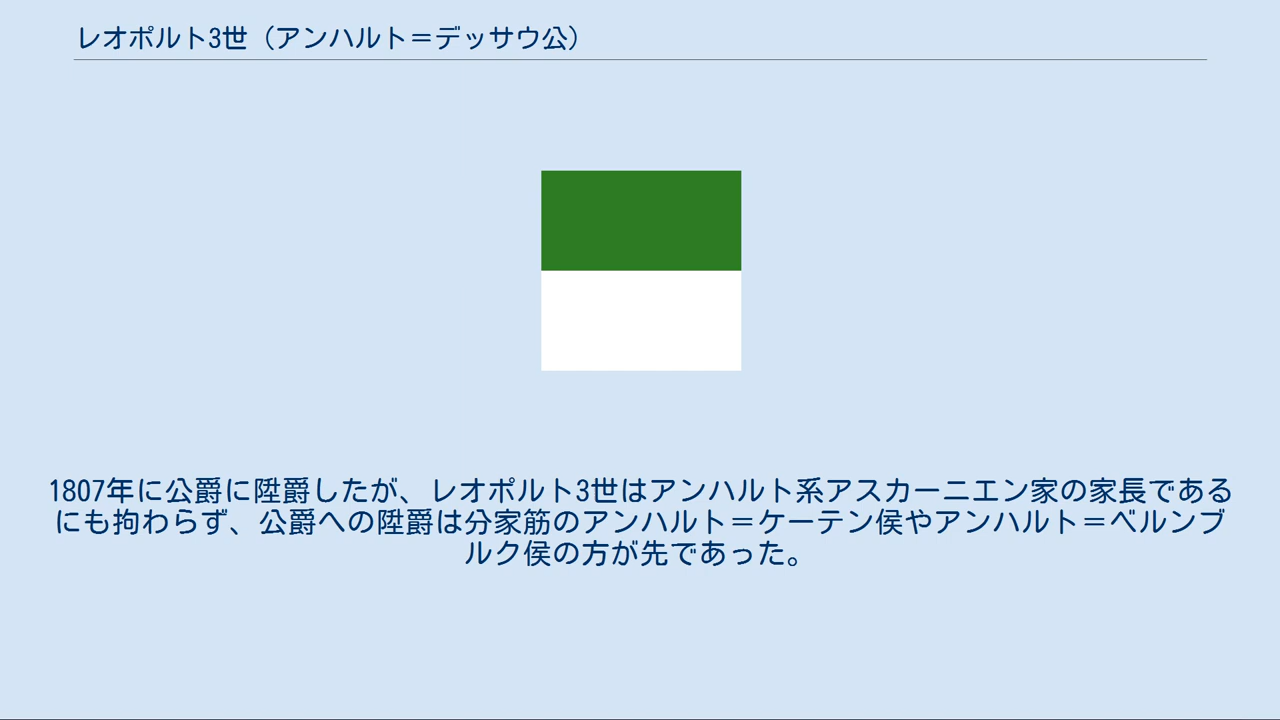 レオポルト3世（アンハルト＝デッサウ公）
1807年に公爵に陞爵したが、レオポルト3世はアンハルト系アスカーニエン家の家長である
にも拘わらず、公爵への陞爵は分家筋のアンハルト＝ケーテン侯やアンハルト＝ベルンブ
ルク侯の方が先であった。